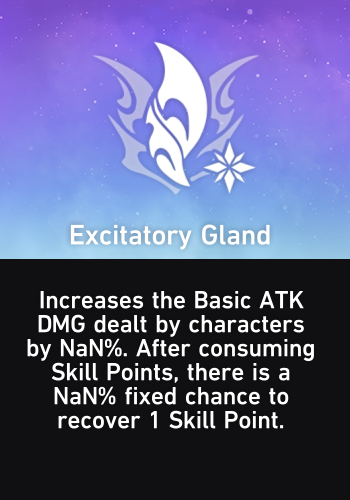 Excitatory Gland
Increases the Basic ATK
DMG dealt by characters
by NaN%. After consuming
Skill Points, there is a
NaN% fixed chance to
recover 1 Skill Point.